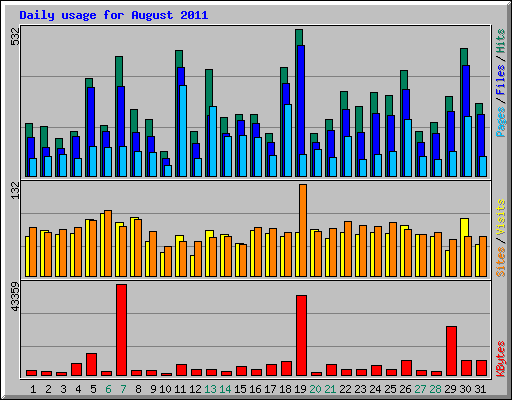 Daily usage for August 2011
532
Pages / Files / Hits
132
Sites / Visits
43359
KBytes
1 2 3 4 5 6 7 8 9 10 11 12 13 14 15 16 17 18 19 20 21 22 23 24 25 26 27 28 29 30 31